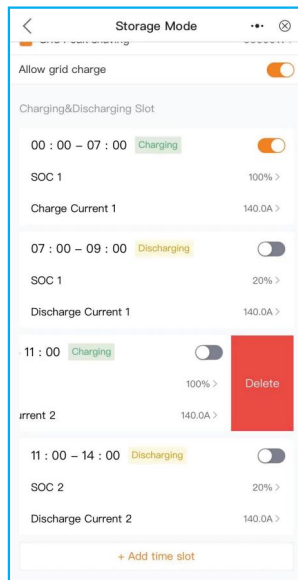 Storage Mode
Allow grid charge
Charging&Discharging Slot
00 : 00 – 07 : 00 Charging
SOC 1 100% >
Charge Current 1 140.0A >
07 : 00 – 09 : 00 Discharging
SOC 1 20% >
Discharge Current 1 140.0A >
11 : 00 Charging
100% > Delete
urrent 2 140.0A >
11 : 00 – 14 : 00 Discharging
SOC 2 20% >
Discharge Current 2 140.0A >
+ Add time slot